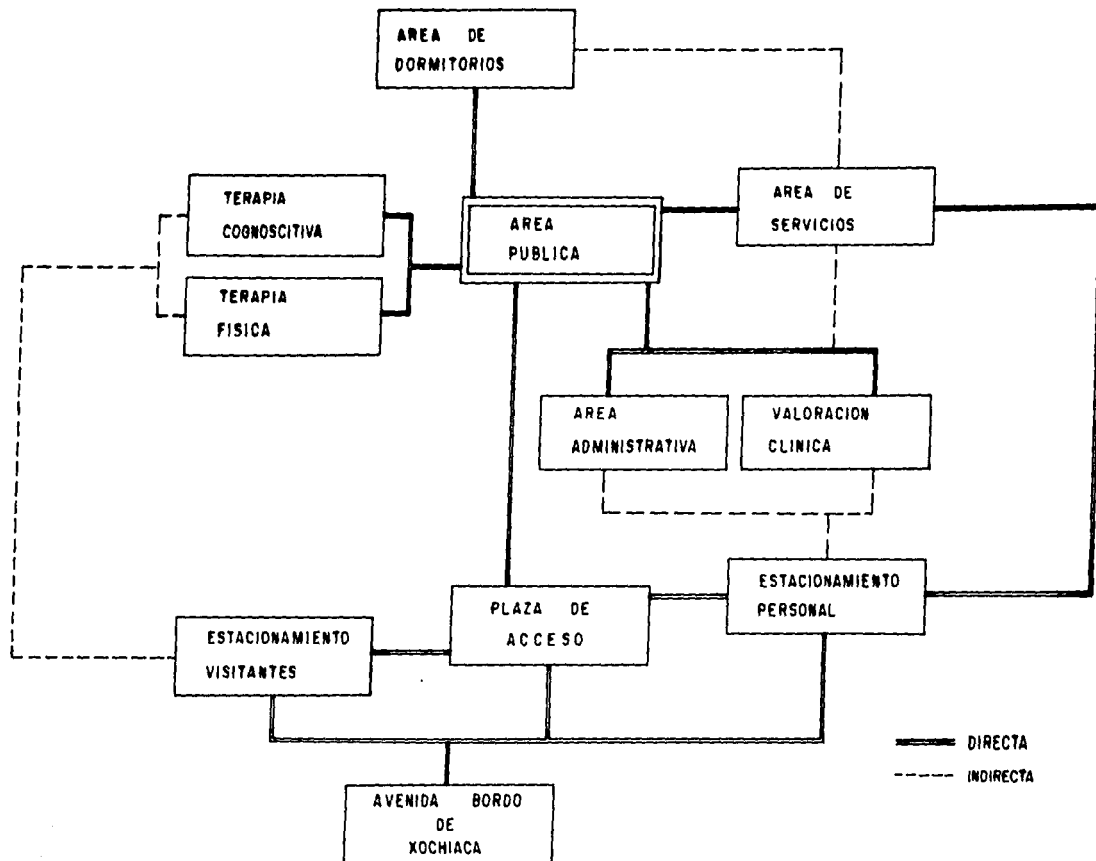 AREA DE
DORMITORIOS
TERAPIA
COGNOSCITIVA
AREA
PUBLICA
AREA DE
SERVICIOS
TERAPIA
FISICA
AREA
ADMINISTRATIVA
VALORACION
CLINICA
ESTACIONAMIENTO
PERSONAL
PLAZA DE
ACCESO
ESTACIONAMIENTO
VISITANTES
DIRECTA
INDIRECTA
AVENIDA BORDO
DE
XOCHIACA